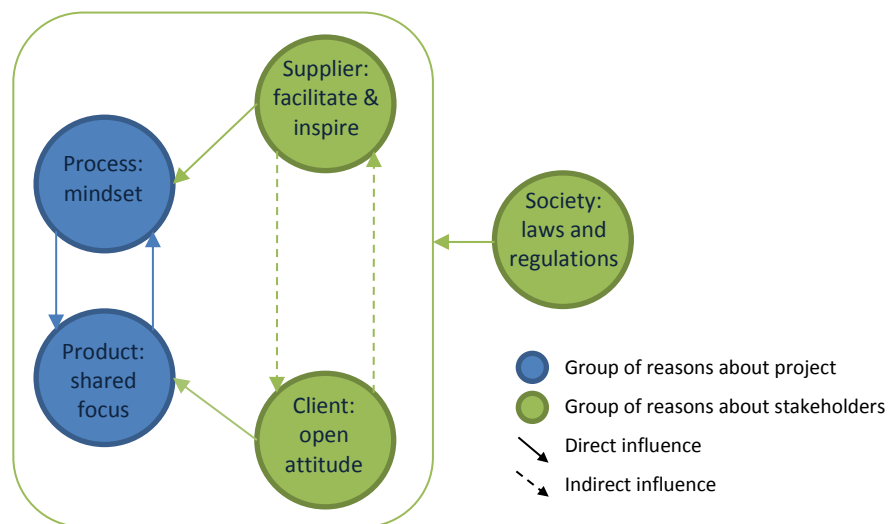 Supplier:
facilitate &
inspire
Process:
mindset
Society:
laws and
regulations
Product:
shared
focus
Client:
open
attitude
Group of reasons about project
Group of reasons about stakeholders
Direct influence
Indirect influence